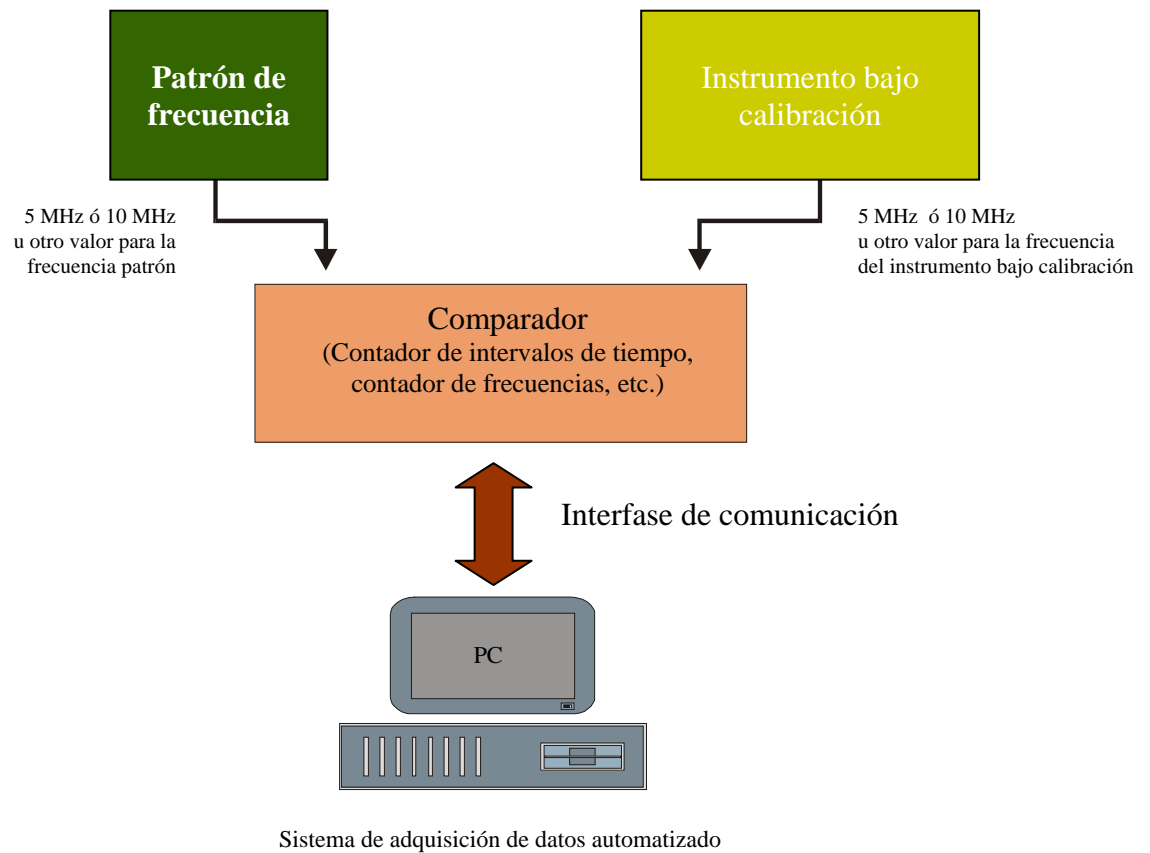 Patrón de
frecuencia
Instrumento bajo
calibración
5 MHz ó 10 MHz
u otro valor para la
frecuencia patrón
5 MHz ó 10 MHz
u otro valor para la frecuencia
del instrumento bajo calibración
Comparador
(Contador de intervalos de tiempo,
contador de frecuencias, etc.)
Interfase de comunicación
PC
Sistema de adquisición de datos automatizado